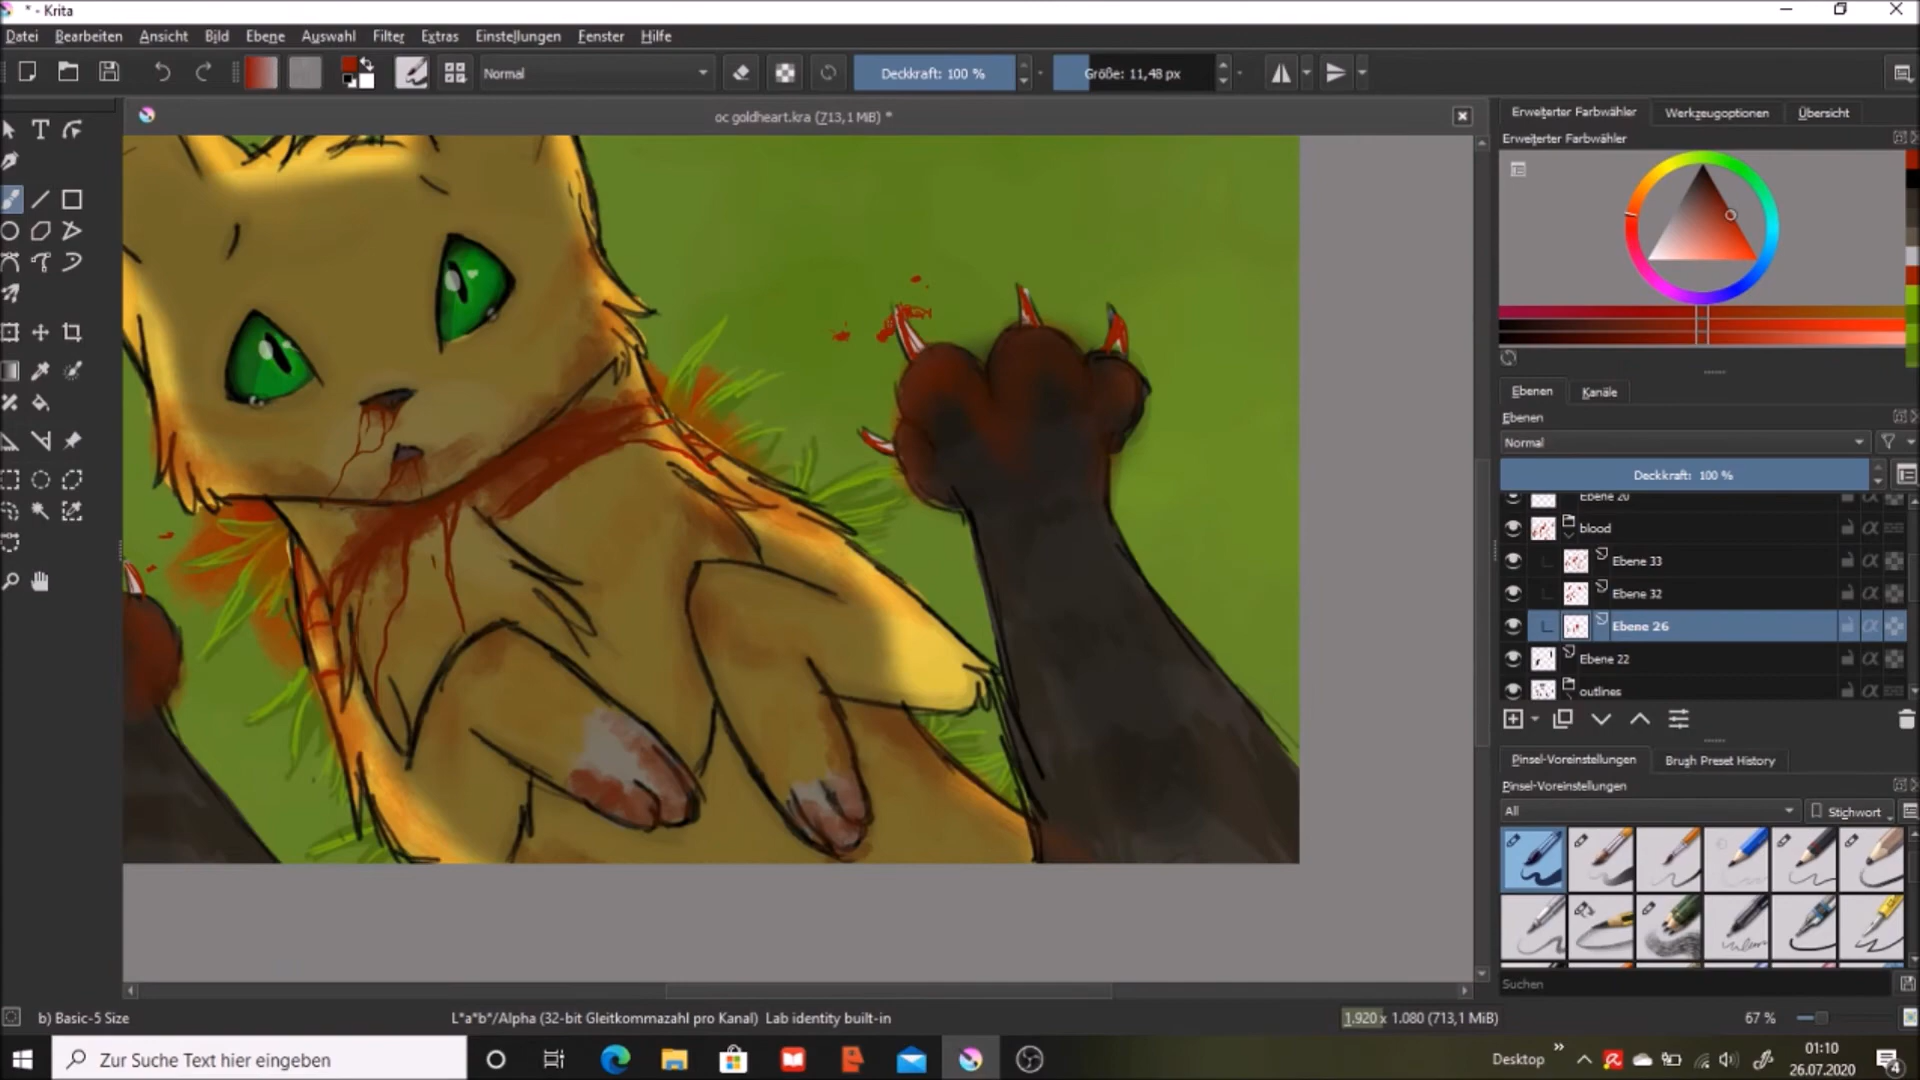 * - Krita
Datei Bearbeiten Ansicht Bild Ebene Auswahl Filter Extras Einstellungen Fenster Hilfe
Normal
Deckkraft: 100 %
Größe: 11,48 px
oc goldheart.kra (713,1 MiB) *
Erweiterter Farbwähler
Werkzeugoptionen
Übersicht
Erweiterter Farbwähler
Ebenen
Kanäle
Ebenen
Normal
Deckkraft: 100 %
Ebene 20
blood
Ebene 33
Ebene 32
Ebene 26
Ebene 22
outlines
Pinsel-Voreinstellungen
Brush Preset History
Pinsel-Voreinstellungen
All
Stichwort
Suchen
b) Basic-5 Size
L*a*b*/Alpha (32-bit Gleitkommazahl pro Kanal) Lab identity built-in
1.920 x 1.080 (713,1 MiB)
67 %
Zur Suche Text hier eingeben
Desktop
»
01:10
26.07.2020
4